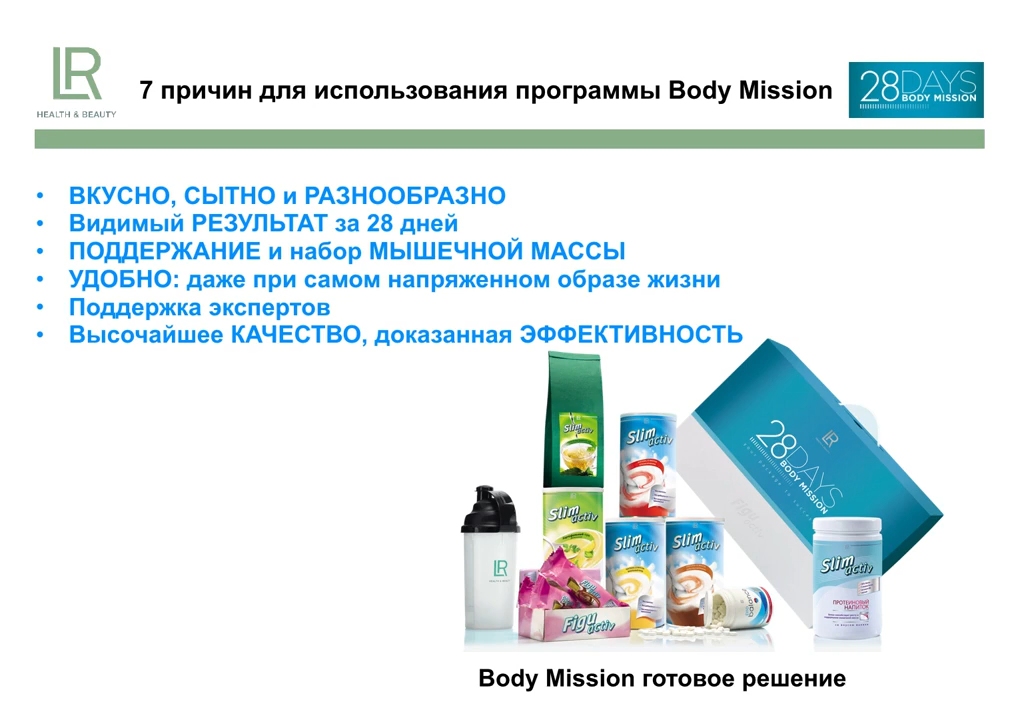 LR
HEALTH & BEAUTY
7 причин для использования программы Body Mission
28DAYS
BODY MISSION
• ВКУСНО, СЫТНО и РАЗНООБРАЗНО
• Видимый РЕЗУЛЬТАТ за 28 дней
• ПОДДЕРЖАНИЕ и набор МЫШЕЧНОЙ МАССЫ
• УДОБНО: даже при самом напряженном образе жизни
• Поддержка экспертов
• Высочайшее КАЧЕСТВО, доказанная ЭФФЕКТИВНОСТЬ
Slim activ
Slim activ
LR
28DAYS
BODY MISSION
Slim activ
Slim activ
Slim activ
LR
Figu activ
balance
Slim activ
ПРОТЕИНОВЫЙ
НАПИТОК
Body Mission готовое решение